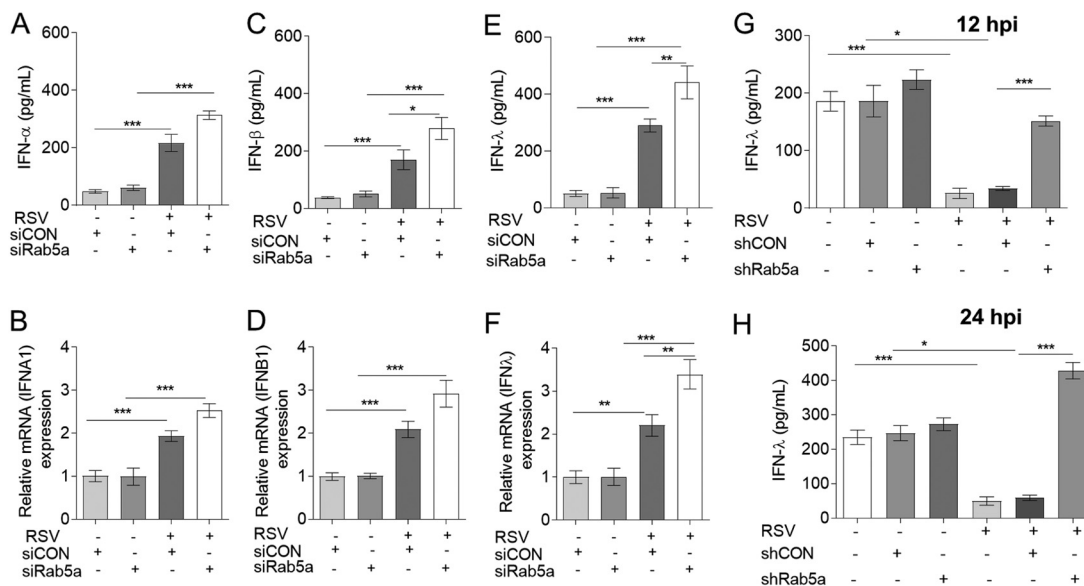 A
IFN-α (pg/mL)
600
400
200
0
***
***
RSV - - + +
siCON + - + -
siRab5a - + - +
C
IFN-β (pg/mL)
600
400
200
0
***
***
*
RSV - - + +
siCON + - + -
siRab5a - + - +
E
IFN-λ (pg/mL)
600
400
200
0
***
**
***
RSV - - + +
siCON + - + -
siRab5a - + - +
G
12 hpi
IFN-λ (pg/mL)
300
200
100
0
*
***
***
RSV - - - + + +
shCON - + - - + -
shRab5a - - + - - +
B
Relative mRNA (IFNA1)
expression
4
3
2
1
0
***
***
RSV - - + +
siCON + - + -
siRab5a - + - +
D
Relative mRNA (IFNB1)
expression
4
3
2
1
0
***
***
RSV - - + +
siCON + - + -
siRab5a - + - +
F
Relative mRNA (IFNλ)
expression
4
2
0
***
**
**
RSV - - + +
siCON + - + -
siRab5a - + - +
H
24 hpi
IFN-λ (pg/mL)
500
400
300
200
100
0
*
***
***
RSV - - - + + +
shCON - + - - + -
shRab5a - - + - - +